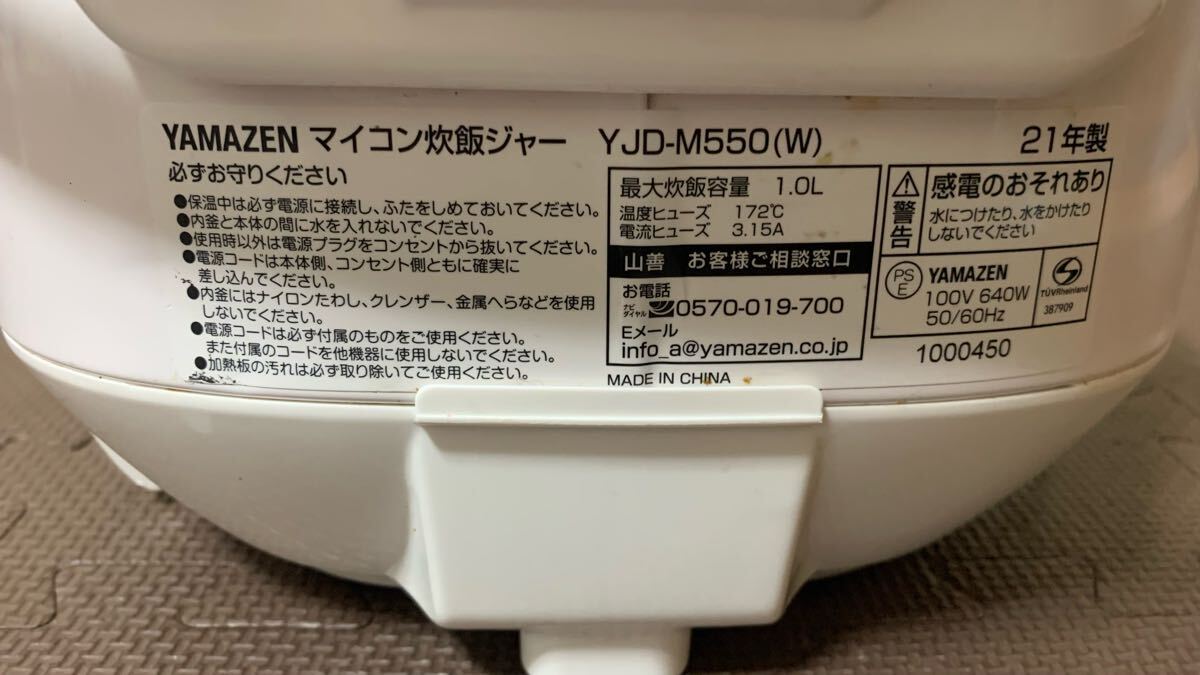 YAMAZEN マイコン炊飯ジャー YJD-M550(W) 21年製
必ずお守りください
●保温中は必ず電源に接続し、ふたをしめておいてください。
●内釜と本体の間に水を入れないでください。
●使用時以外は電源プラグをコンセントから抜いてください。
●電源コードは本体側、コンセント側ともに確実に
差し込んでください。
●内釜にはナイロンたわし、クレンザー、金属へらなどを使用
しないでください。
●電源コードは必ず付属のものをご使用ください。
また付属のコードを他機器に使用しないでください。
●加熱板の汚れは必ず取り除いてご使用ください。
最大炊飯容量 1.0L
温度ヒューズ 172℃
電流ヒューズ 3.15A
山善 お客様ご相談窓口
お電話
ナビダイヤル 0570-019-700
Eメール
info_a@yamazen.co.jp
MADE IN CHINA
警告
感電のおそれあり
水につけたり、水をかけたり
しないでください
PSE
YAMAZEN
100V 640W
50/60Hz
TÜVRheinland
387909
1000450